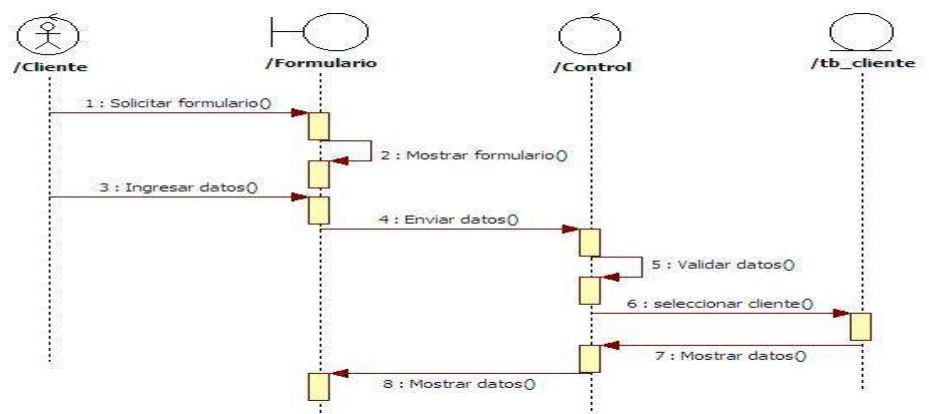 /Cliente
/Formulario
/Control
/tb_cliente
1 : Solicitar formulario()
2 : Mostrar formulario()
3 : Ingresar datos()
4 : Enviar datos()
5 : Validar datos()
6 : seleccionar cliente()
7 : Mostrar datos()
8 : Mostrar datos()